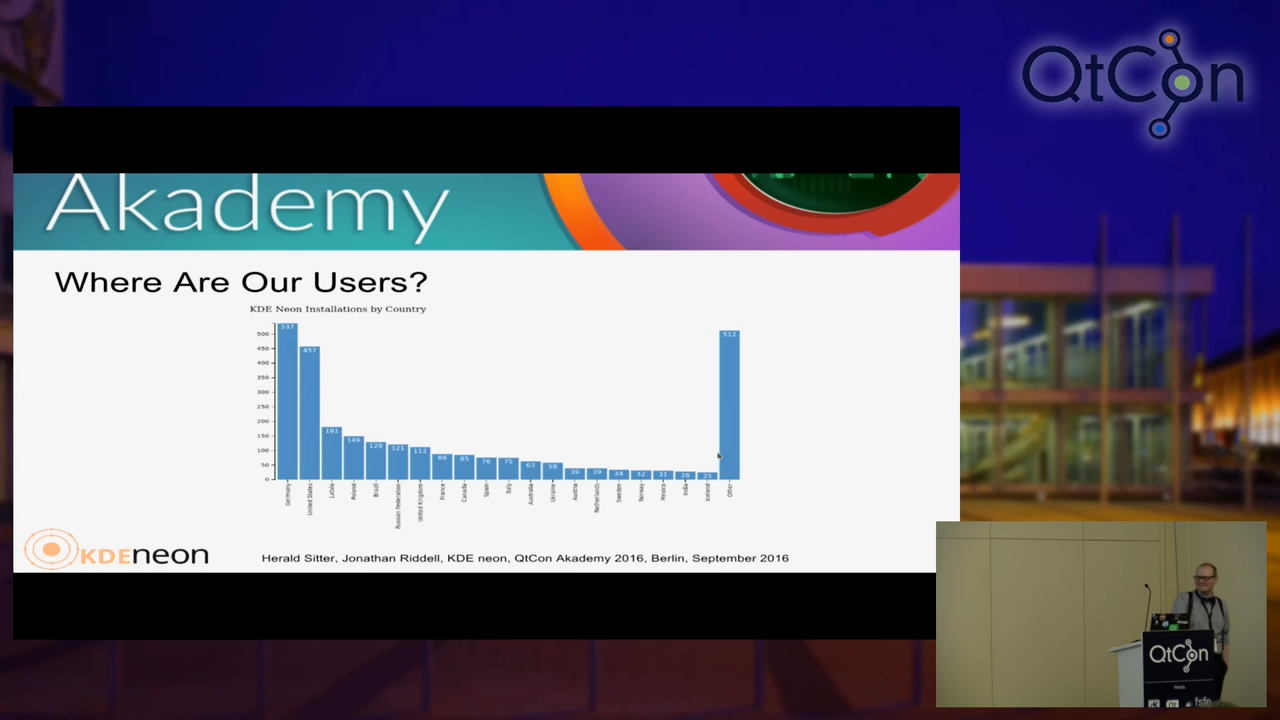 QtCon
Akademy
Where Are Our Users?
KDE Neon Installations by Country
500
450
400
350
300
250
200
150
100
50
0
537 457 181 149 129 121 112 88 85 76 75 63 58 39 39 34 32 31 28 25 512
Germany United States Latvia Poland Brazil Russian Federation United Kingdom France Canada Spain Italy Australia Ukraine Austria Netherlands Sweden Norway Mexico India Iceland Other
KDEneon
Herald Sitter, Jonathan Riddell, KDE neon, QtCon Akademy 2016, Berlin, September 2016
QtCon
fsfe